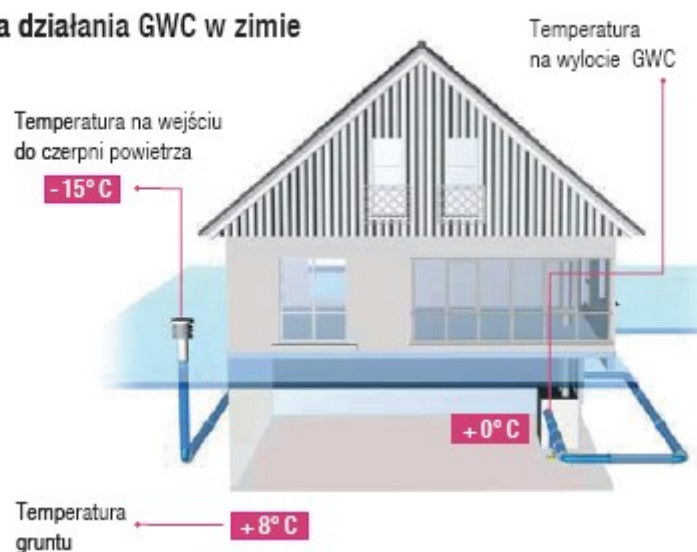 a działania GWC w zimie
Temperatura
na wylocie GWC
Temperatura na wejściu
do czerpni powietrza
-15° C
+0° C
Temperatura
gruntu
+8° C